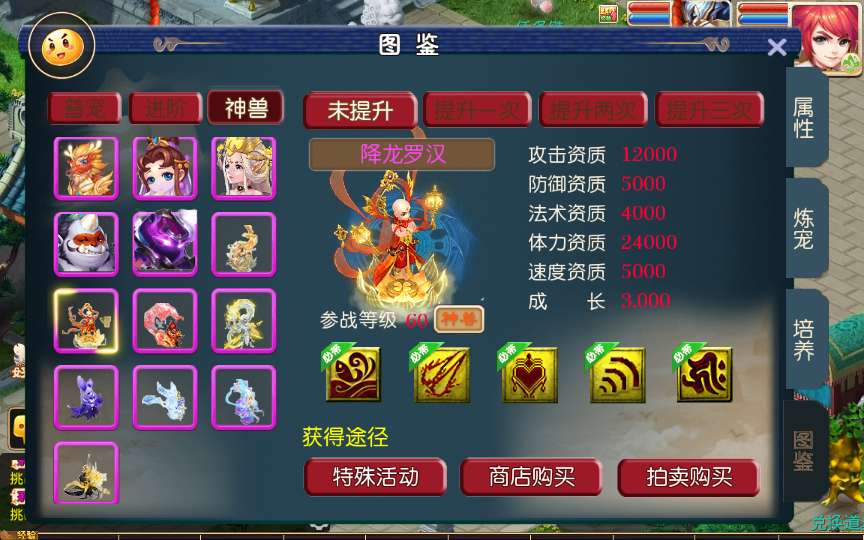 图 鉴
普宠 进阶 神兽
未提升 提升一次 提升两次 提升三次
降龙罗汉
攻击资质 12000
防御资质 5000
法术资质 4000
体力资质 24000
速度资质 5000
成 长 3.000
参战等级 60 神兽
必带 必带 必带 必带 必带
获得途径
特殊活动 商店购买 拍卖购买
属性
炼宠
培养
图鉴
兑换道
经验